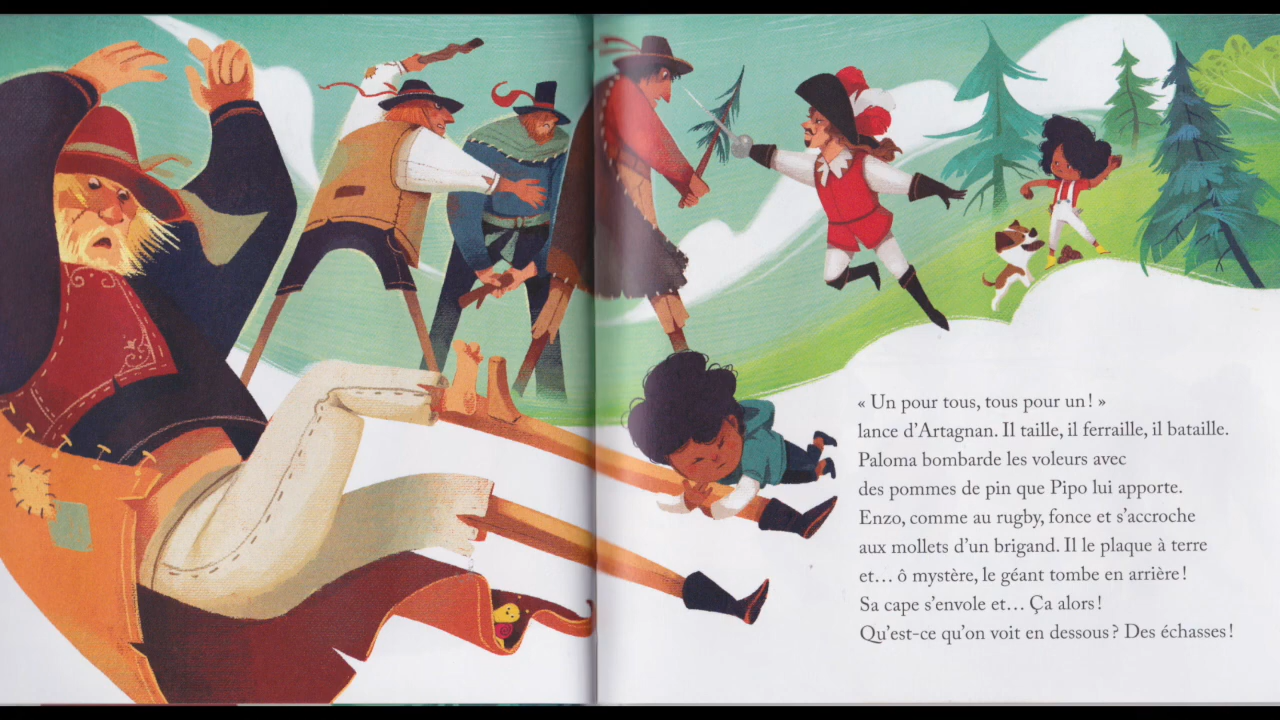 « Un pour tous, tous pour un ! »
lance d’Artagnan. Il taille, il ferraille, il bataille.
Paloma bombarde les voleurs avec
des pommes de pin que Pipo lui apporte.
Enzo, comme au rugby, fonce et s’accroche
aux mollets d’un brigand. Il le plaque à terre
et… ô mystère, le géant tombe en arrière !
Sa cape s’envole et… Ça alors !
Qu’est-ce qu’on voit en dessous ? Des échasses !